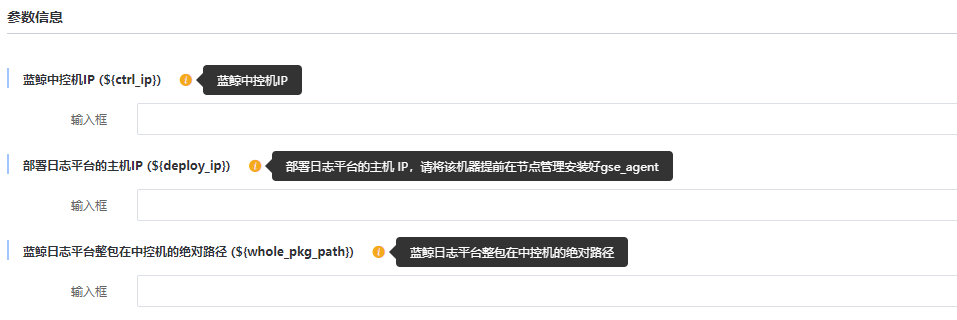 参数信息
蓝鲸中控机IP (${ctrl_ip}) 蓝鲸中控机IP
输入框
部署日志平台的主机IP (${deploy_ip}) 部署日志平台的主机 IP，请将该机器提前在节点管理安装好gse_agent
输入框
蓝鲸日志平台整包在中控机的绝对路径 (${whole_pkg_path}) 蓝鲸日志平台整包在中控机的绝对路径
输入框